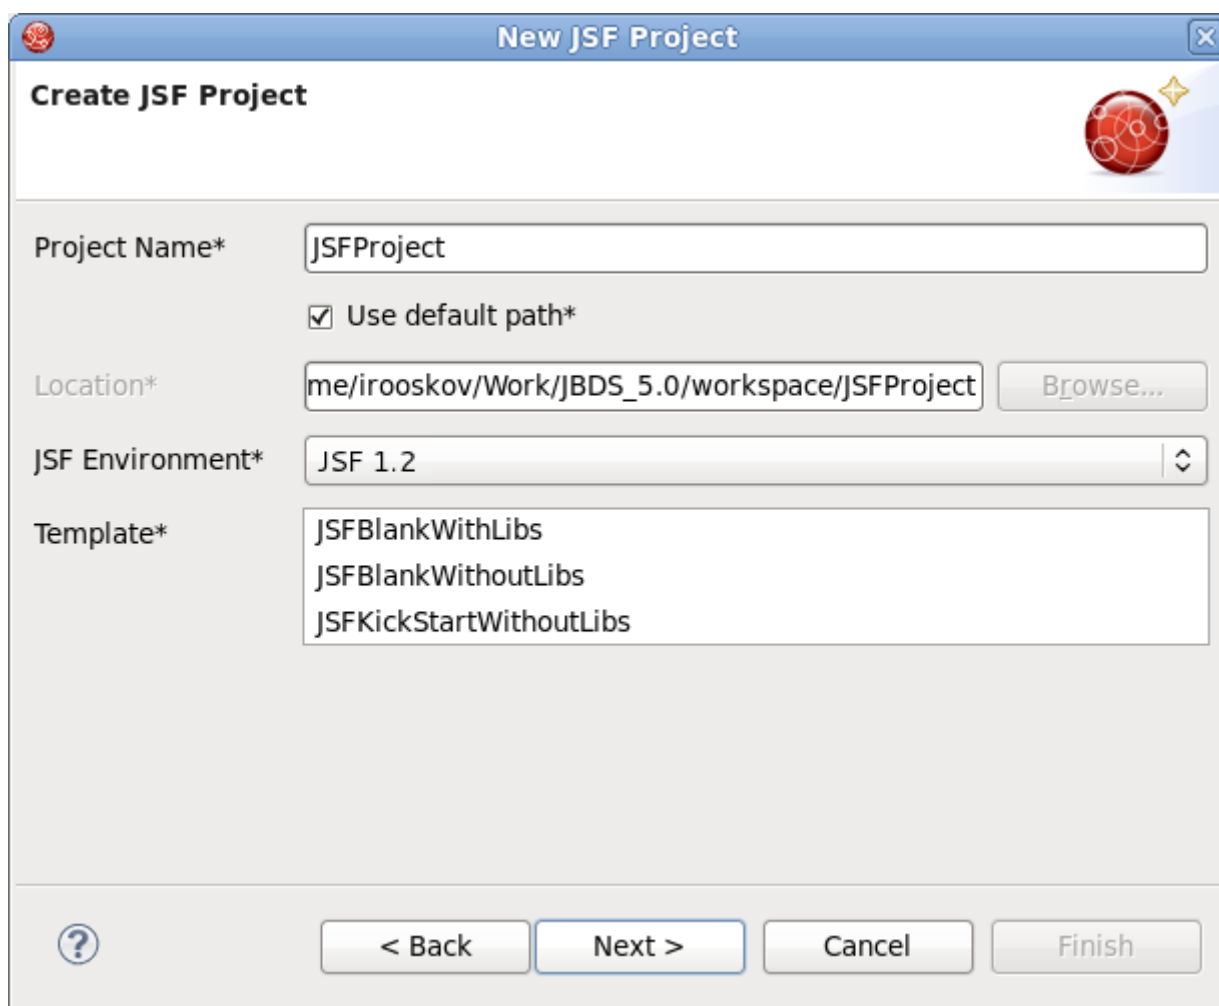 New JSF Project
Create JSF Project
Project Name* JSFProject
Use default path*
Location* me/irooskov/Work/JBDS_5.0/workspace/JSFProject Browse...
JSF Environment* JSF 1.2
Template* JSFBlankWithLibs
JSFBlankWithoutLibs
JSFKickStartWithoutLibs
? < Back Next > Cancel Finish